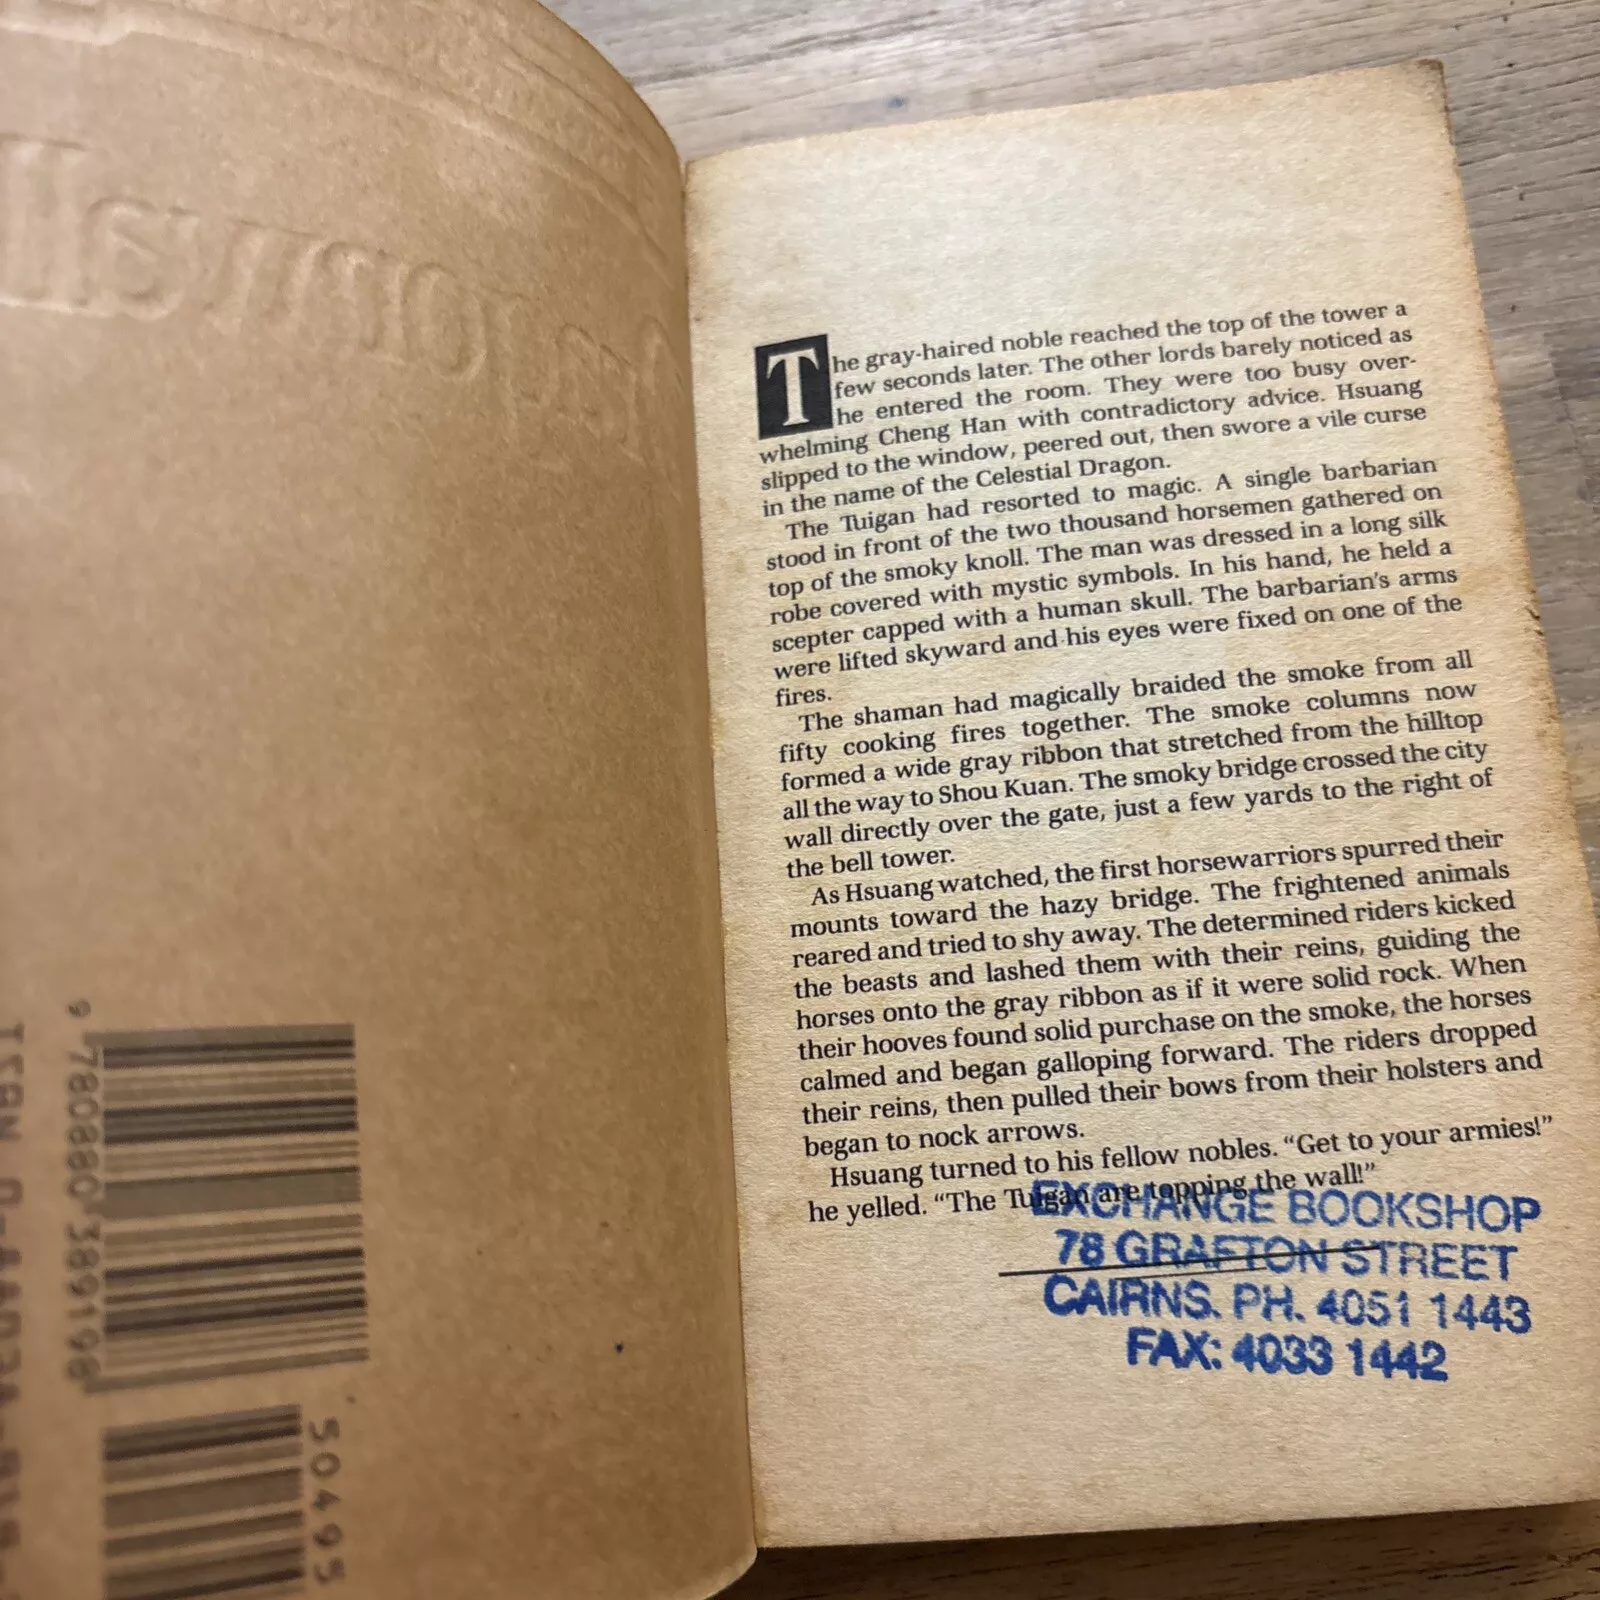 The gray-haired noble reached the top of the tower a
few seconds later. The other lords barely noticed as
he entered the room. They were too busy over-
whelming Cheng Han with contradictory advice. Hsuang
slipped to the window, peered out, then swore a vile curse
in the name of the Celestial Dragon.
The Tuigan had resorted to magic. A single barbarian
stood in front of the two thousand horsemen gathered on
top of the smoky knoll. The man was dressed in a long silk
robe covered with mystic symbols. In his hand, he held a
scepter capped with a human skull. The barbarian's arms
were lifted skyward and his eyes were fixed on one of the
fires.
The shaman had magically braided the smoke from all
fifty cooking fires together. The smoke columns now
formed a wide gray ribbon that stretched from the hilltop
all the way to Shou Kuan. The smoky bridge crossed the city
wall directly over the gate, just a few yards to the right of
the bell tower.
As Hsuang watched, the first horsewarriors spurred their
mounts toward the hazy bridge. The frightened animals
reared and tried to shy away. The determined riders kicked
the beasts and lashed them with their reins, guiding the
horses onto the gray ribbon as if it were solid rock. When
their hooves found solid purchase on the smoke, the horses
calmed and began galloping forward. The riders dropped
their reins, then pulled their bows from their holsters and
began to nock arrows.
Hsuang turned to his fellow nobles. “Get to your armies!”
he yelled. “The Tuigan are topping the wall!”
EXCHANGE BOOKSHOP
78 GRAFTON STREET
CAIRNS. PH. 4051 1443
FAX: 4033 1442
9 780880 389198
50495